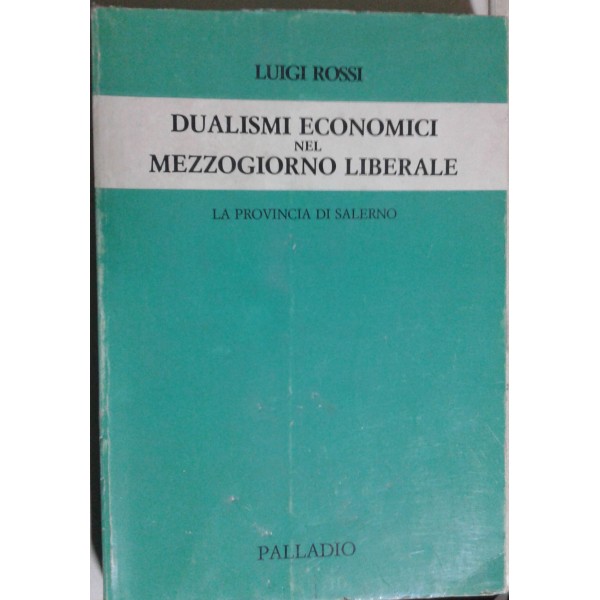 LUIGI ROSSI
DUALISMI ECONOMICI
NEL
MEZZOGIORNO LIBERALE
LA PROVINCIA DI SALERNO
PALLADIO